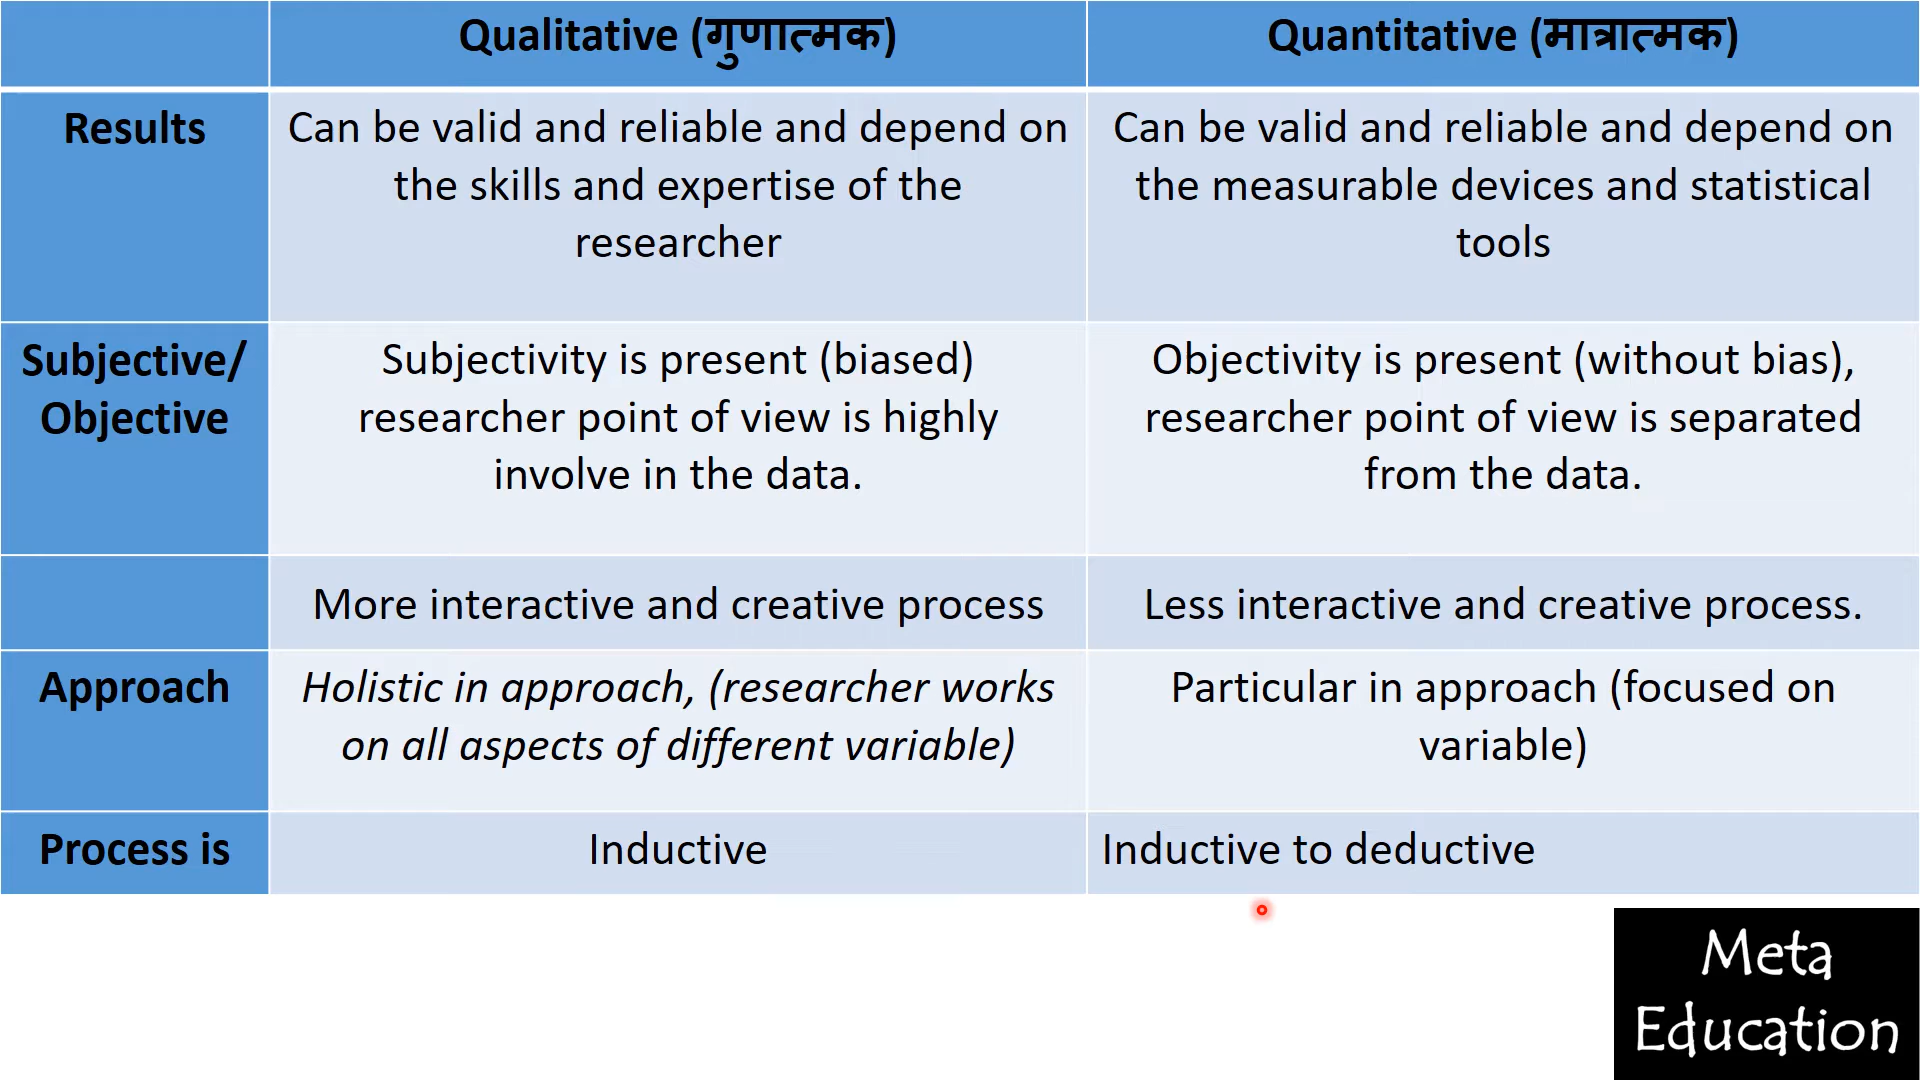 Qualitative (गुणात्मक)
Quantitative (मात्रात्मक)
Results
Can be valid and reliable and depend on
the skills and expertise of the
researcher
Can be valid and reliable and depend on
the measurable devices and statistical
tools
Subjective/
Objective
Subjectivity is present (biased)
researcher point of view is highly
involve in the data.
Objectivity is present (without bias),
researcher point of view is separated
from the data.
More interactive and creative process
Less interactive and creative process.
Approach
Holistic in approach, (researcher works
on all aspects of different variable)
Particular in approach (focused on
variable)
Process is
Inductive
Inductive to deductive
Meta
Education